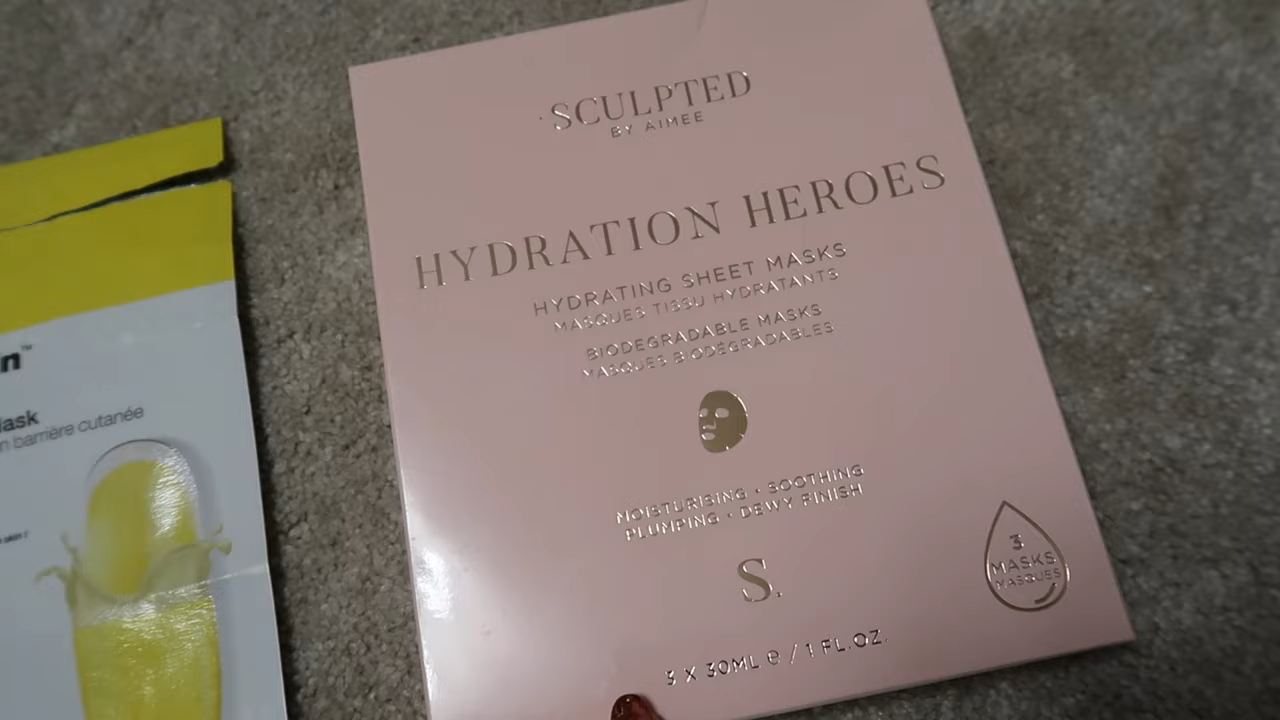 SCULPTED
BY AIMEE
HYDRATION HEROES
HYDRATING SHEET MASKS
MASQUES TISSU HYDRATANTS
BIODEGRADABLE MASKS
MASQUES BIODÉGRADABLES
MOISTURISING • SOOTHING
PLUMPING • DEWY FINISH
S.
3 MASKS
MASQUES
3 X 30ML ℮ / 1 FL.OZ.
barrière cutanée
skin